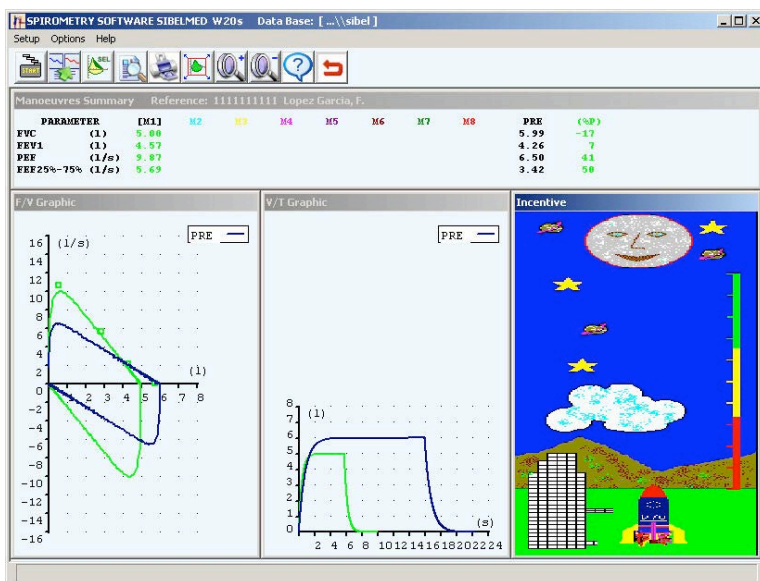 SPIROMETRY SOFTWARE SIBELMED W20s Data Base: [ ...\\sibel ]
Setup Options Help
START SEL
Manoeuvres Summary Reference: 1111111111 Lopez Garcia, F.
PARAMETER [M1] M2 M3 M4 M5 M6 M7 M8 PRE (%P)
FVC (l) 5.00 5.99 -17
FEV1 (l) 4.57 4.26 7
PEF (l/s) 9.87 6.50 41
FEF25%-75% (l/s) 5.69 3.42 50
F/V Graphic
16 (l/s)
PRE
14
12
10
8
6
4
2
(l)
0 1 2 3 4 5 6 7 8
-2
-4
-6
-8
-10
-12
-14
-16
V/T Graphic
PRE
8
(l)
7
6
5
4
3
2
1
(s)
0
2 4 6 8 10 12 14 16 18 20 22 24
Incentive